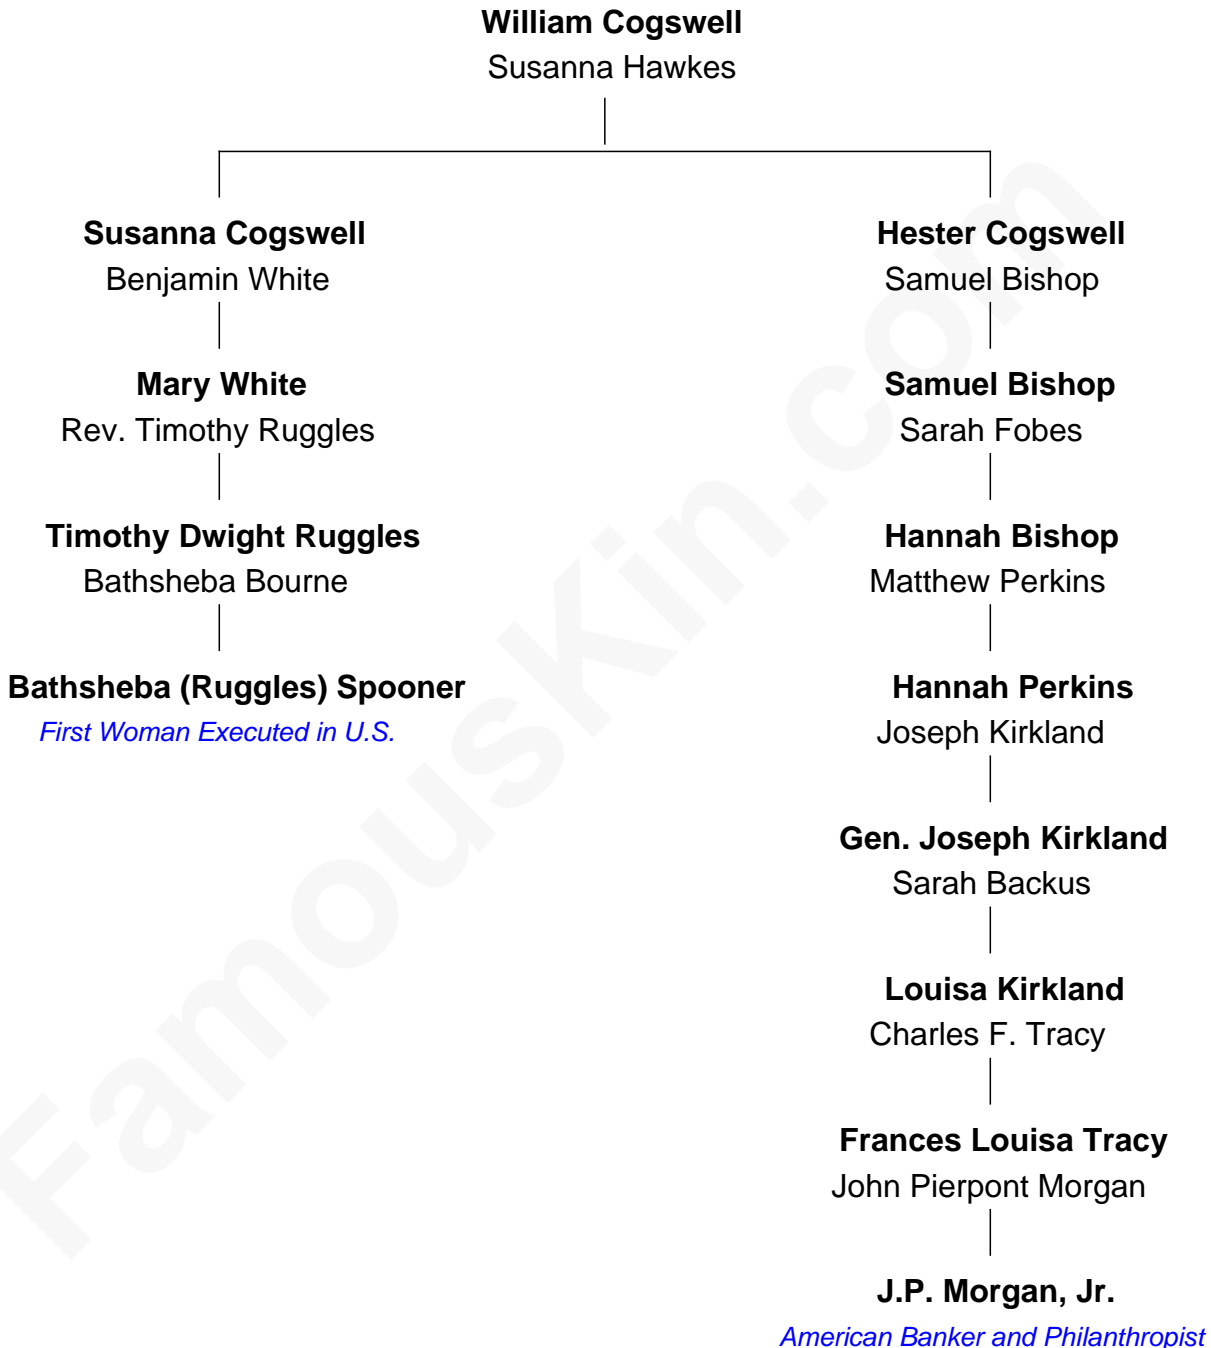 William Cogswell
Susanna Hawkes
Susanna Cogswell
Benjamin White
Mary White
Rev. Timothy Ruggles
Timothy Dwight Ruggles
Bathsheba Bourne
Bathsheba (Ruggles) Spooner
First Woman Executed in U.S.
Hester Cogswell
Samuel Bishop
Samuel Bishop
Sarah Fobes
Hannah Bishop
Matthew Perkins
Hannah Perkins
Joseph Kirkland
Gen. Joseph Kirkland
Sarah Backus
Louisa Kirkland
Charles F. Tracy
Frances Louisa Tracy
John Pierpont Morgan
J.P. Morgan, Jr.
American Banker and Philanthropist
FamousKin.com